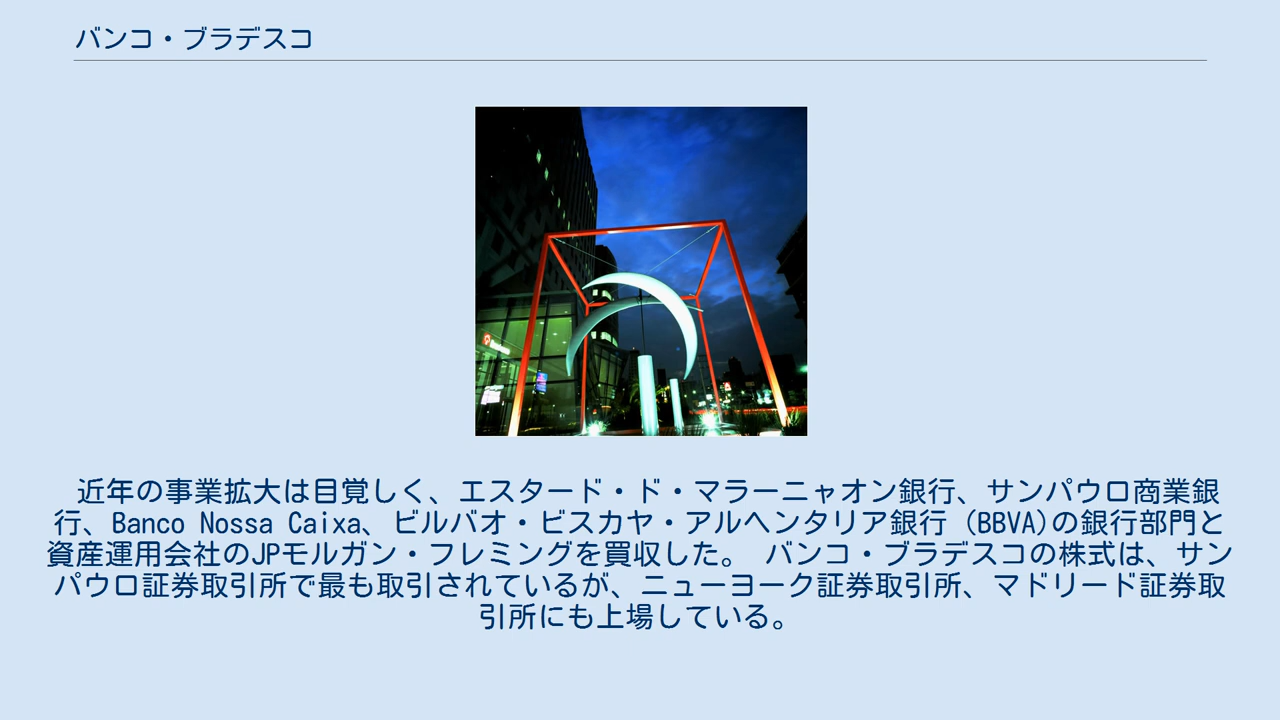 バンコ・ブラデスコ
近年の事業拡大は目覚しく、エスタード・ド・マラーニャオン銀行、サンパウロ商業銀
行、Banco Nossa Caixa、ビルバオ・ビスカヤ・アルヘンタリア銀行 (BBVA)の銀行部門と
資産運用会社のJPモルガン・フレミングを買収した。 バンコ・ブラデスコの株式は、サン
パウロ証券取引所で最も取引されているが、ニューヨーク証券取引所、マドリード証券取
引所にも上場している。